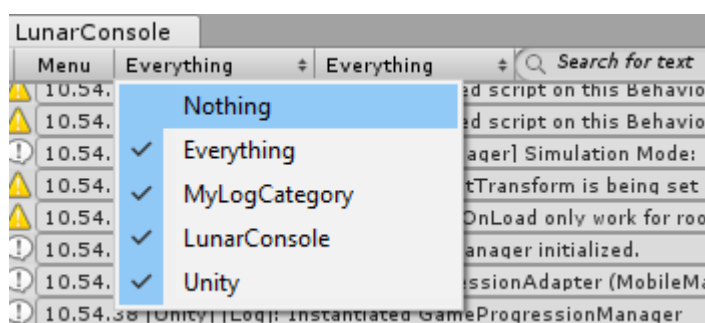 LunarConsole
Menu Everything Everything Search for text
10.54. ed script on this Behavio
Nothing
10.54. ed script on this Behavio
10.54. Everything ager] Simulation Mode:
10.54. MyLogCategory tTransform is being set
10.54. OnLoad only work for roo
10.54. LunarConsole anager initialized.
10.54. Unity ssionAdapter (MobileMa
10.54.38 [Unity] [Log]: Instantiated GameProgressionManager